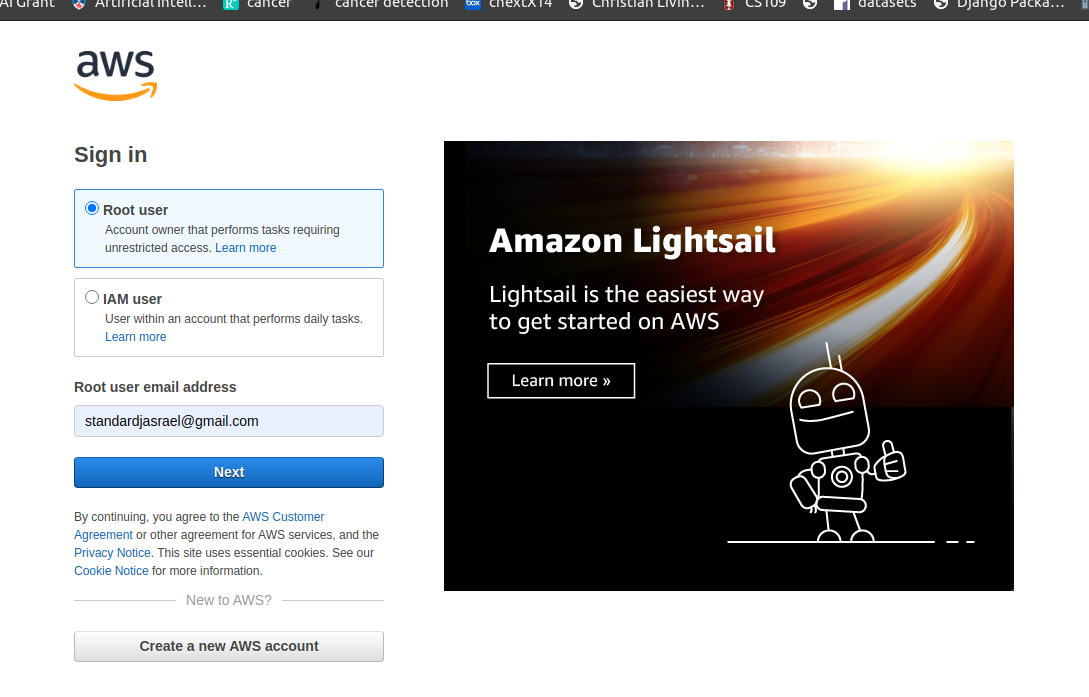 AI Grant Artificial Intell... R² cancer cancer detection box chextX14 Christian Livin... CS109 datasets Django Packa...
aws
Sign in
Root user
Account owner that performs tasks requiring
unrestricted access. Learn more
IAM user
User within an account that performs daily tasks.
Learn more
Root user email address
standardjasrael@gmail.com
Next
By continuing, you agree to the AWS Customer
Agreement or other agreement for AWS services, and the
Privacy Notice. This site uses essential cookies. See our
Cookie Notice for more information.
New to AWS?
Create a new AWS account
Amazon Lightsail
Lightsail is the easiest way
to get started on AWS
Learn more »